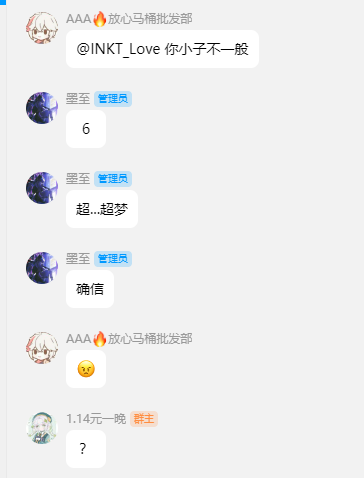 AAA🔥放心马桶批发部
@INKT_Love 你小子不一般
墨至 管理员
6
墨至 管理员
超...超梦
墨至 管理员
确信
AAA🔥放心马桶批发部
😠
1.14元一晚 群主
？